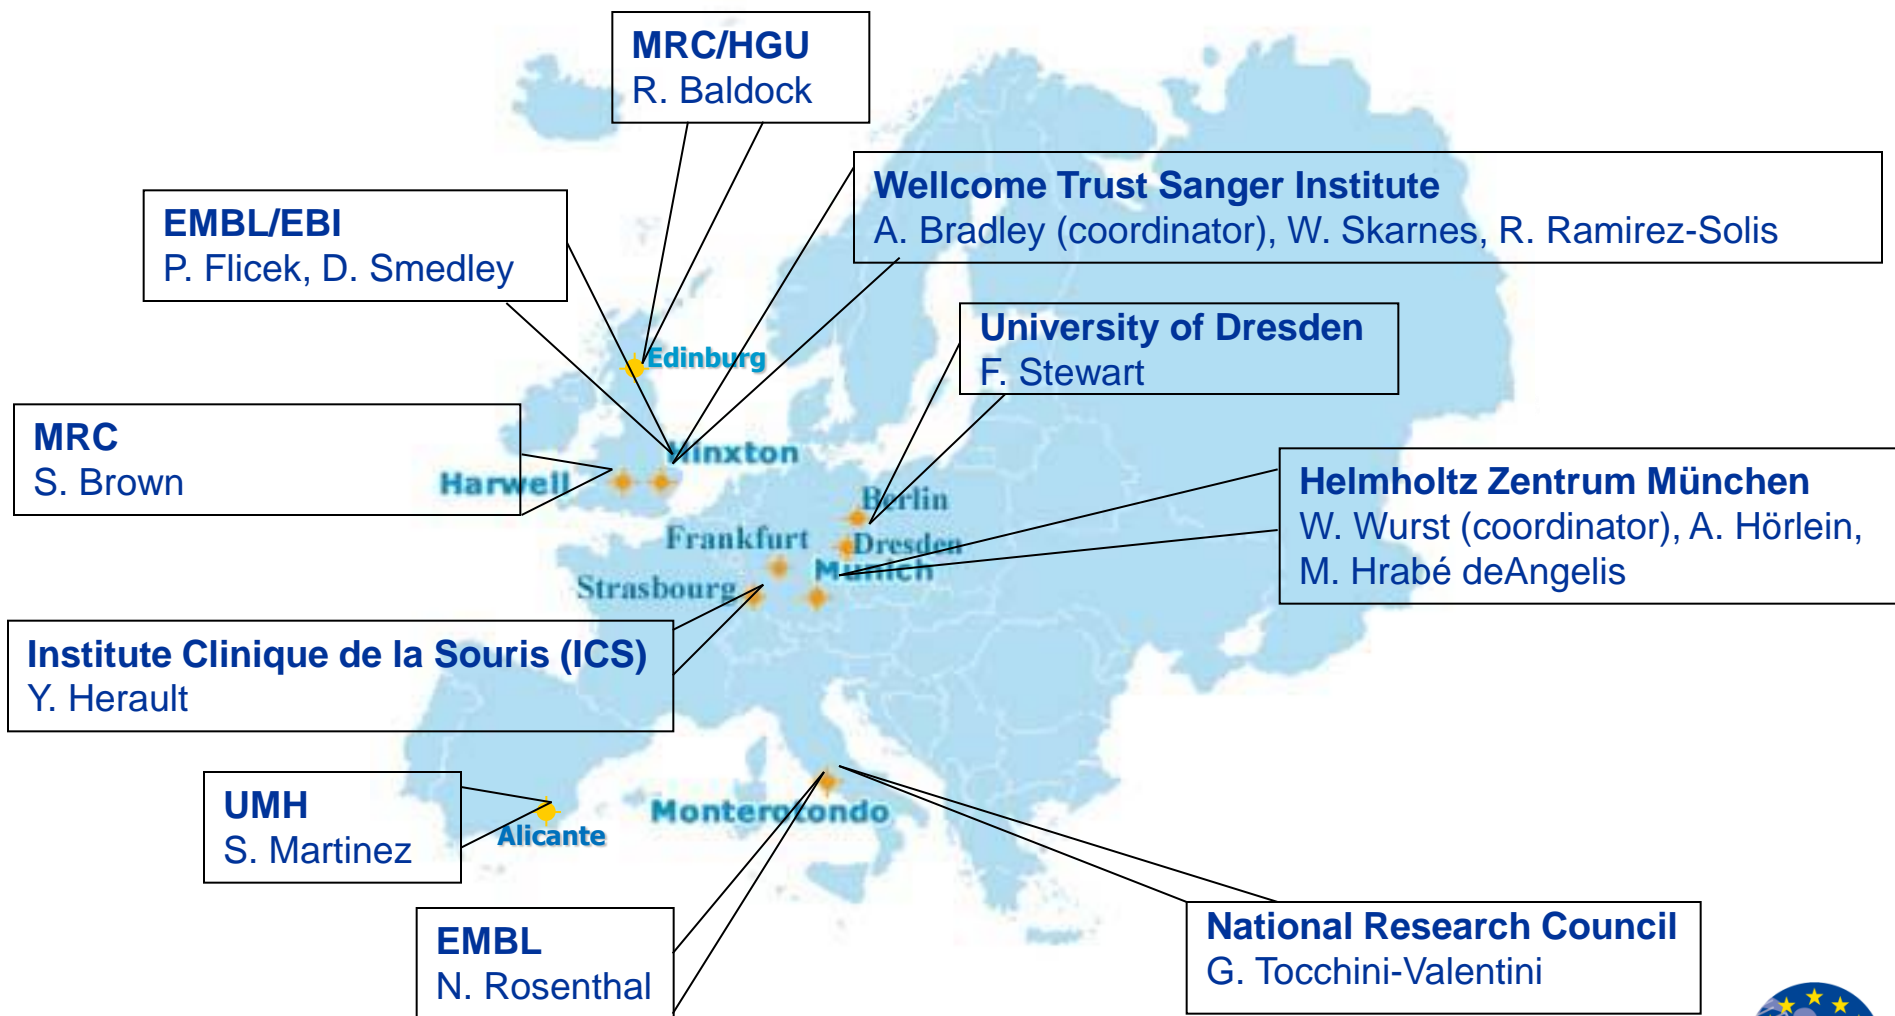 MRC/HGU
R. Baldock
Wellcome Trust Sanger Institute
A. Bradley (coordinator), W. Skarnes, R. Ramirez-Solis
EMBL/EBI
P. Flicek, D. Smedley
University of Dresden
F. Stewart
Edinburg
MRC
S. Brown
Hinxton
Harwell
Helmholtz Zentrum München
W. Wurst (coordinator), A. Hörlein,
M. Hrabé deAngelis
Berlin
Frankfurt
Dresden
Munich
Strasbourg
Institute Clinique de la Souris (ICS)
Y. Herault
UMH
S. Martinez
Alicante
Monterotondo
EMBL
N. Rosenthal
National Research Council
G. Tocchini-Valentini